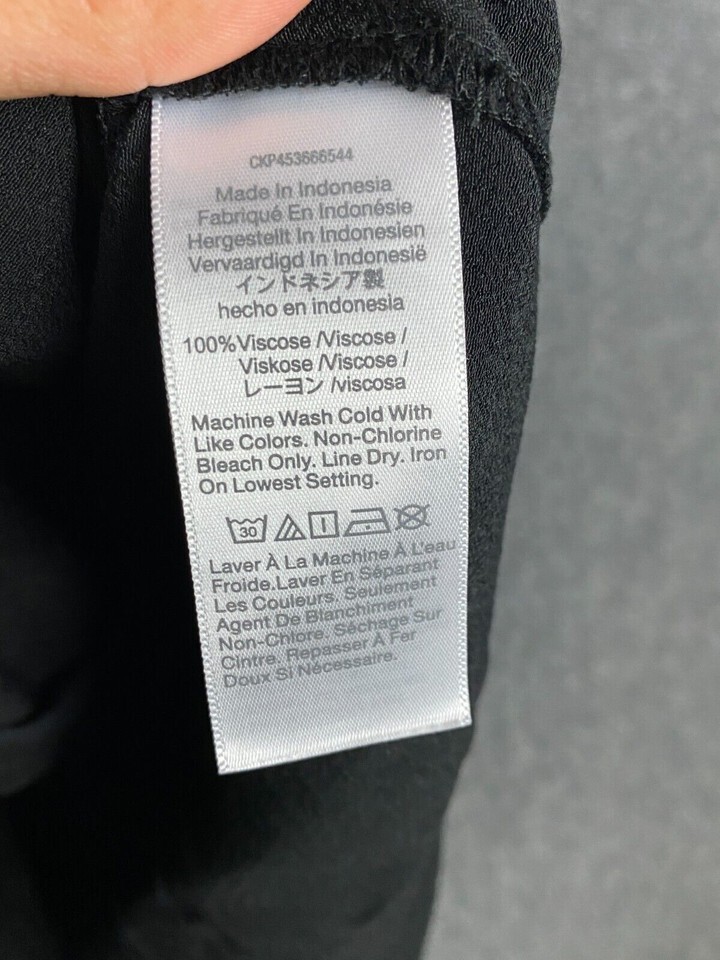 CKP453666544
Made In Indonesia
Fabriqué En Indonésie
Hergestellt In Indonesien
Vervaardigd In Indonesië
インドネシア製
hecho en indonesia
100%Viscose /Viscose /
Viskose /Viscose /
レーヨン /viscosa
Machine Wash Cold With
Like Colors. Non-Chlorine
Bleach Only. Line Dry. Iron
On Lowest Setting.
30
Laver À La Machine À L'eau
Froide.Laver En Séparant
Les Couleurs. Seulement
Agent De Blanchiment
Non-Chlore. Séchage Sur
Cintre. Repasser À Fer
Doux Si Nécessaire.